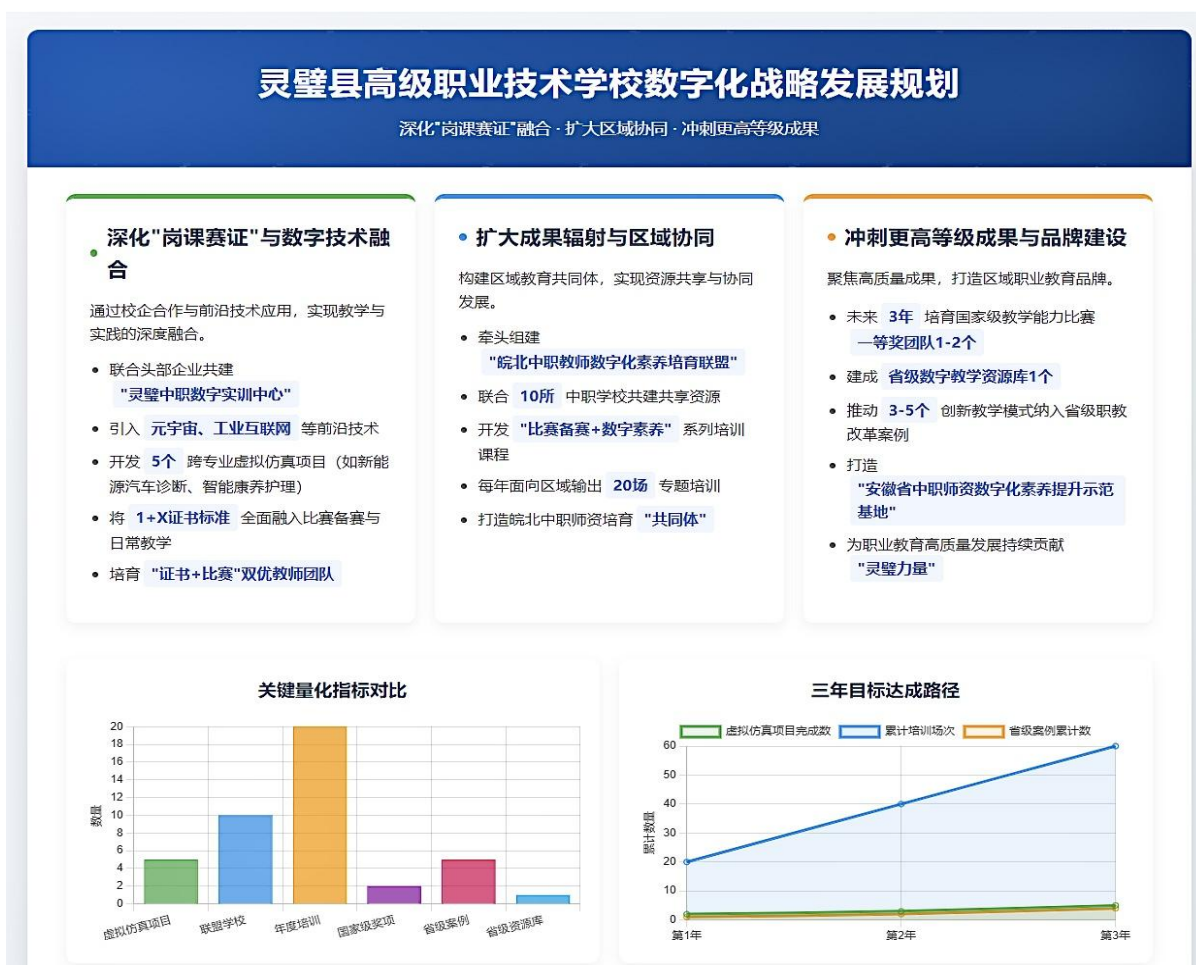 灵璧县高级职业技术学校数字化战略发展规划
深化"岗课赛证"融合 · 扩大区域协同 · 冲刺更高等级成果
深化"岗课赛证"与数字技术融
合
通过校企合作与前沿技术应用，实现教学与
实践的深度融合。
联合头部企业共建
"灵璧中职数字实训中心"
引入 元宇宙、工业互联网 等前沿技术
开发 5个 跨专业虚拟仿真项目（如新能
源汽车诊断、智能康养护理）
将 1+X证书标准 全面融入比赛备赛与
日常教学
培育 "证书+比赛"双优教师团队
扩大成果辐射与区域协同
构建区域教育共同体，实现资源共享与协同
发展。
牵头组建
"皖北中职教师数字化素养培育联盟"
联合 10所 中职学校共建共享资源
开发 "比赛备赛+数字素养" 系列培训
课程
每年面向区域输出 20场 专题培训
打造皖北中职师资培育 "共同体"
冲刺更高等级成果与品牌建设
聚焦高质量成果，打造区域职业教育品牌。
未来 3年 培育国家级教学能力比赛
一等奖团队1-2个
建成 省级数字教学资源库1个
推动 3-5个 创新教学模式纳入省级职教
改革案例
打造
"安徽省中职师资数字化素养提升示范
基地"
为职业教育高质量发展持续贡献
"灵璧力量"
关键量化指标对比
数量
20
18
16
14
12
10
8
6
4
2
0
虚拟仿真项目
联盟学校
年度培训
国家级奖项
省级案例
省级资源库
三年目标达成路径
虚拟仿真项目完成数
累计培训场次
省级案例累计数
累计数量
60
50
40
30
20
10
0
第1年
第2年
第3年